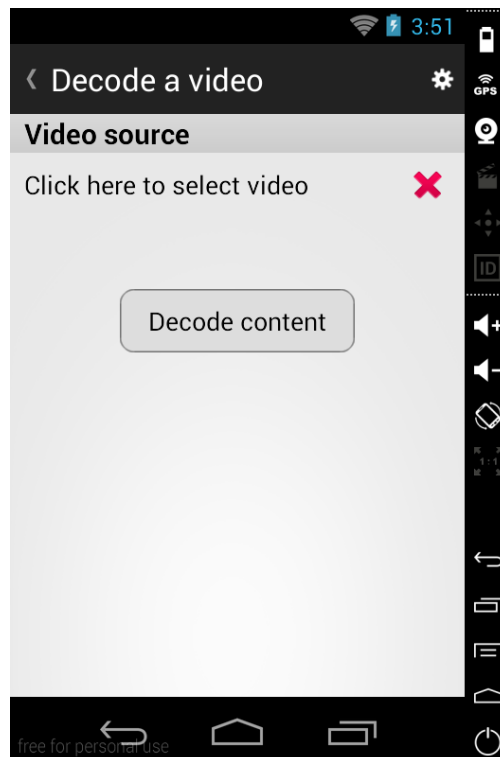 3:51
Decode a video
GPS
Video source
Click here to select video
ID
Decode content
1:1
free for personal use